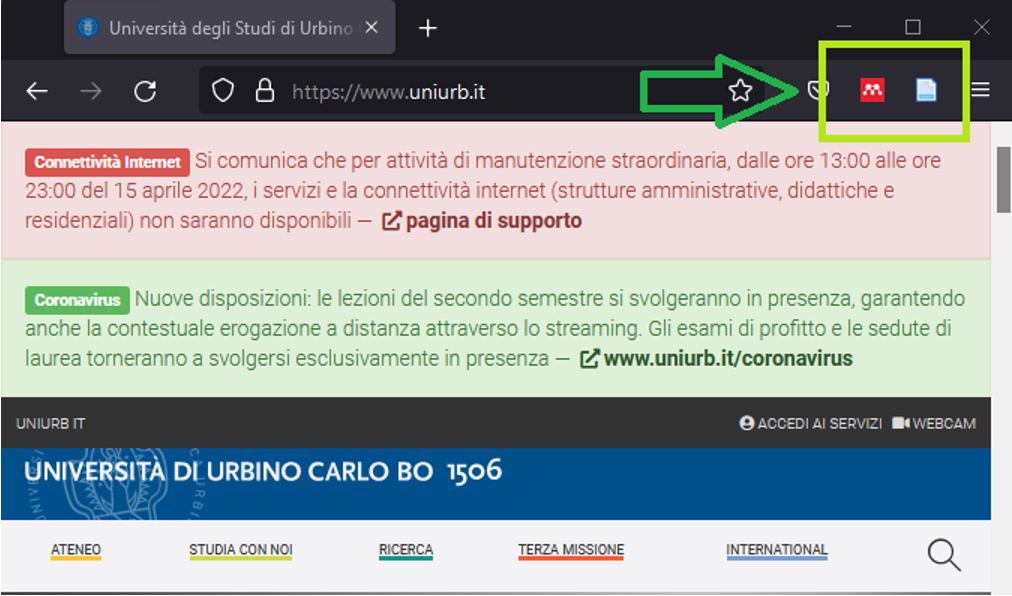 Università degli Studi di Urbino
https://www.uniurb.it
Connettività Internet Si comunica che per attività di manutenzione straordinaria, dalle ore 13:00 alle ore
23:00 del 15 aprile 2022, i servizi e la connettività internet (strutture amministrative, didattiche e
residenziali) non saranno disponibili — pagina di supporto
Coronavirus Nuove disposizioni: le lezioni del secondo semestre si svolgeranno in presenza, garantendo
anche la contestuale erogazione a distanza attraverso lo streaming. Gli esami di profitto e le sedute di
laurea torneranno a svolgersi esclusivamente in presenza — www.uniurb.it/coronavirus
UNIURB IT ACCEDI AI SERVIZI WEBCAM
UNIVERSITÀ DI URBINO CARLO BO 1506
ATENEO STUDIA CON NOI RICERCA TERZA MISSIONE INTERNATIONAL